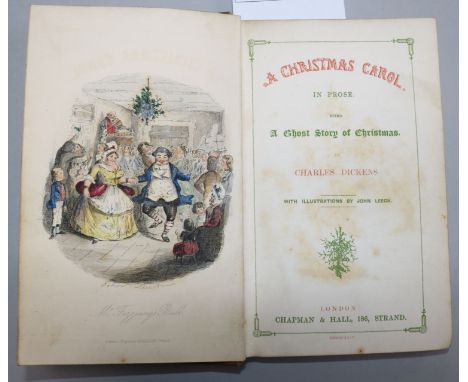 Mr. Fezziwig's Ball.
A CHRISTMAS CAROL.
IN PROSE.
BEING
A Ghost Story of Christmas.
BY
CHARLES DICKENS.
WITH ILLUSTRATIONS BY JOHN LEECH.
LONDON
CHAPMAN & HALL, 186, STRAND.